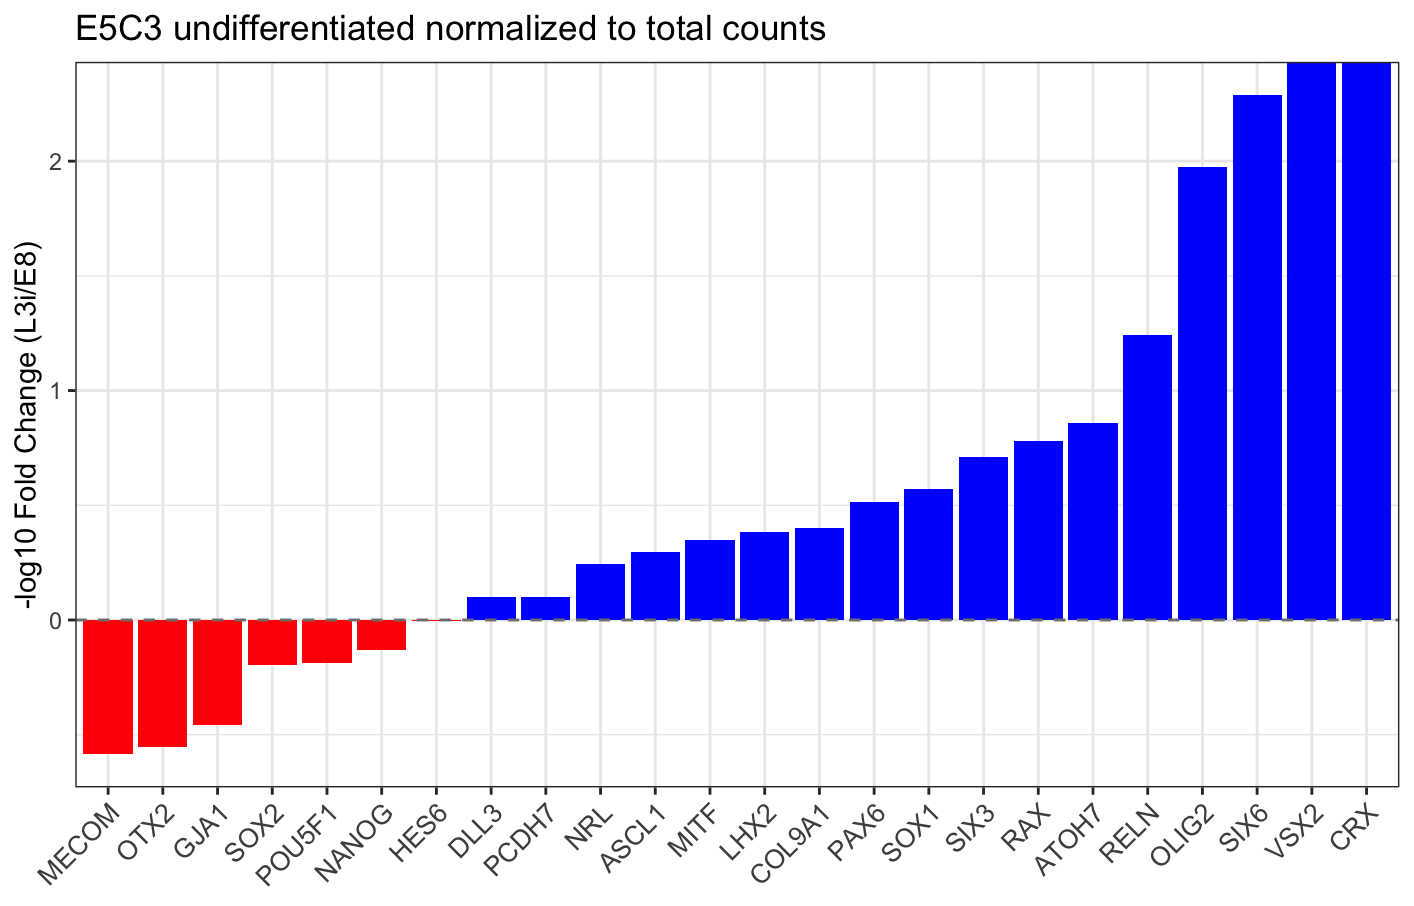 E5C3 undifferentiated normalized to total counts
-log10 Fold Change (L3i/E8)
2
1
0
MECOM
OTX2
GJA1
SOX2
POU5F1
NANOG
HES6
DLL3
PCDH7
NRL
ASCL1
MITF
LHX2
COL9A1
PAX6
SOX1
SIX3
RAX
ATOH7
RELN
OLIG2
SIX6
VSX2
CRX